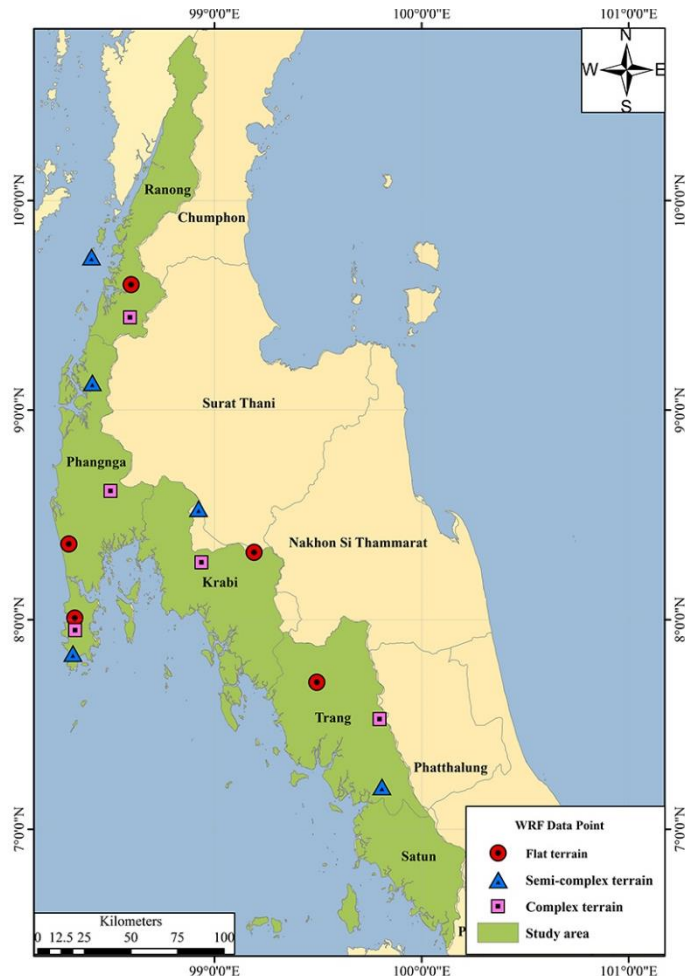 99°0'0"E 100°0'0"E 101°0'0"E
N
W E
S
10°0'0"N 10°0'0"N
Ranong
Chumphon
9°0'0"N 9°0'0"N
Surat Thani
Phangnga
Nakhon Si Thammarat
Krabi
8°0'0"N 8°0'0"N
Trang
Phatthalung
7°0'0"N 7°0'0"N
Satun
P
WRF Data Point
Flat terrain
Semi-complex terrain
Complex terrain
Study area
Kilometers
0 12.5 25 50 75 100
99°0'0"E 100°0'0"E 101°0'0"E